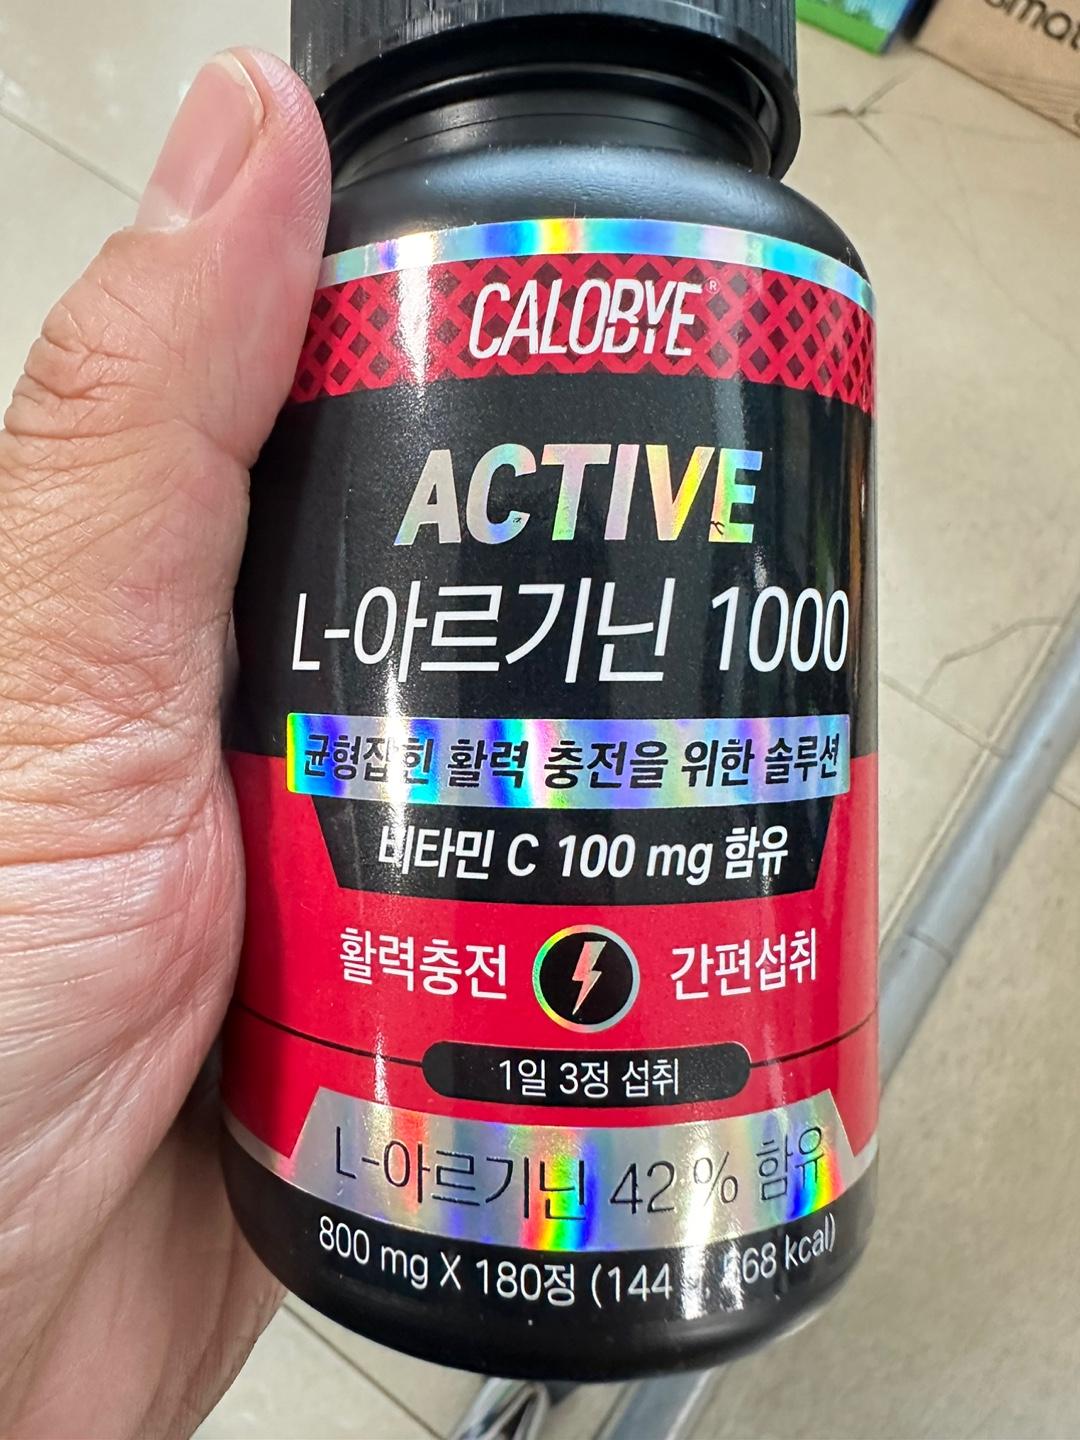 CALOBYE®
ACTIVE
L-아르기닌 1000
균형잡힌 활력 충전을 위한 솔루션
비타민 C 100 mg 함유
활력충전 간편섭취
1일 3정 섭취
L-아르기닌 42 % 함유
800 mg X 180정 (144 kcal)